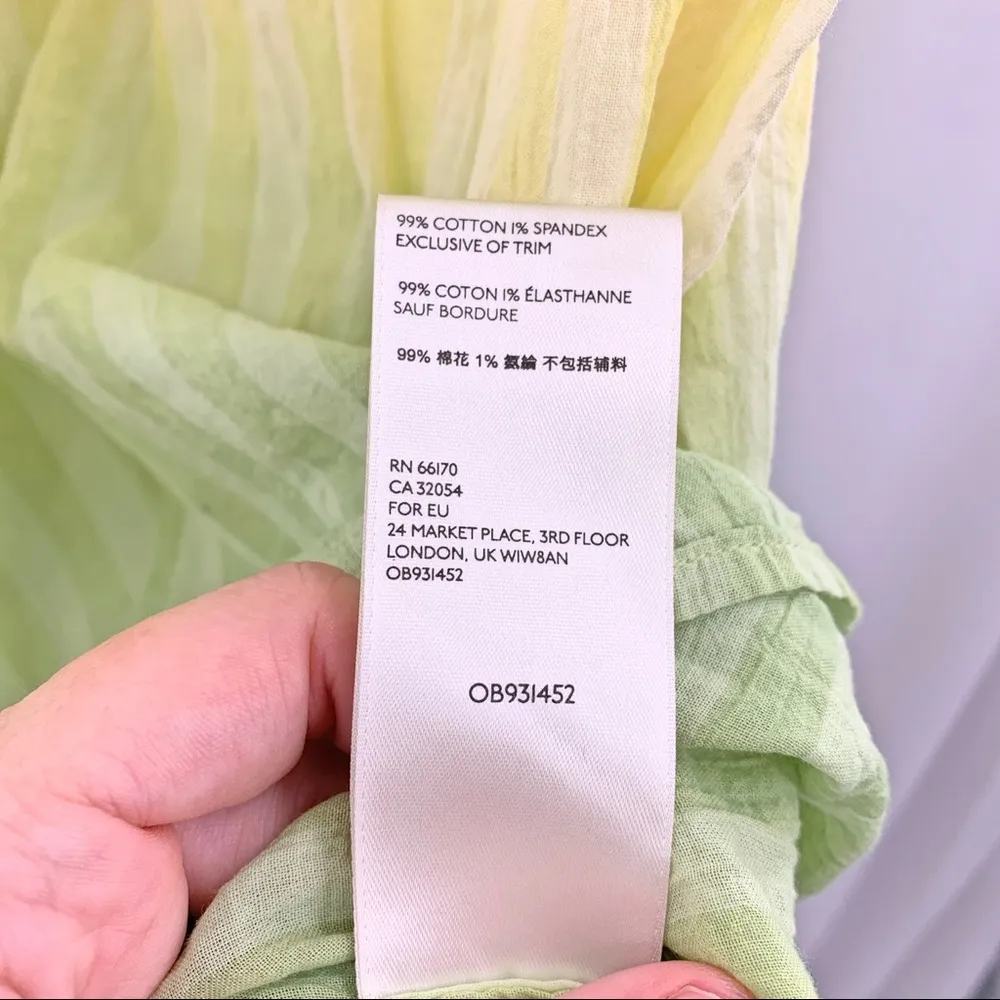 99% COTTON 1% SPANDEX
EXCLUSIVE OF TRIM
99% COTON 1% ÉLASTHANNE
SAUF BORDURE
99% 棉花 1% 氨綸 不包括辅料
RN 66170
CA 32054
FOR EU
24 MARKET PLACE, 3RD FLOOR
LONDON, UK W1W8AN
OB931452
OB931452